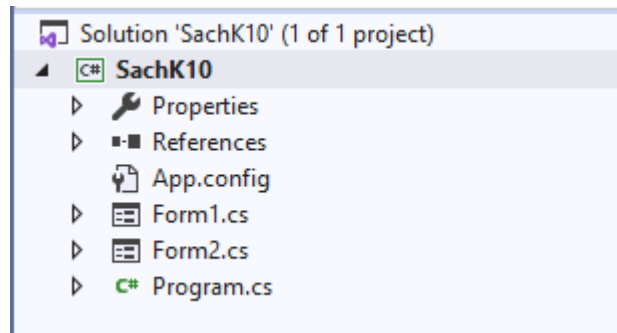 Solution 'SachK10' (1 of 1 project)
C# SachK10
Properties
References
App.config
Form1.cs
Form2.cs
C# Program.cs